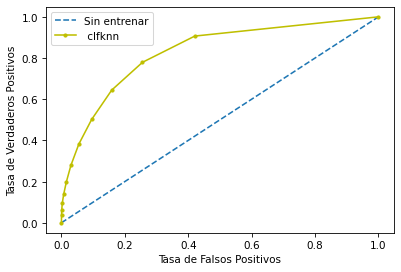 Sin entrenar
clfknn
Tasa de Verdaderos Positivos
1.0
0.8
0.6
0.4
0.2
0.0
0.0 0.2 0.4 0.6 0.8 1.0
Tasa de Falsos Positivos